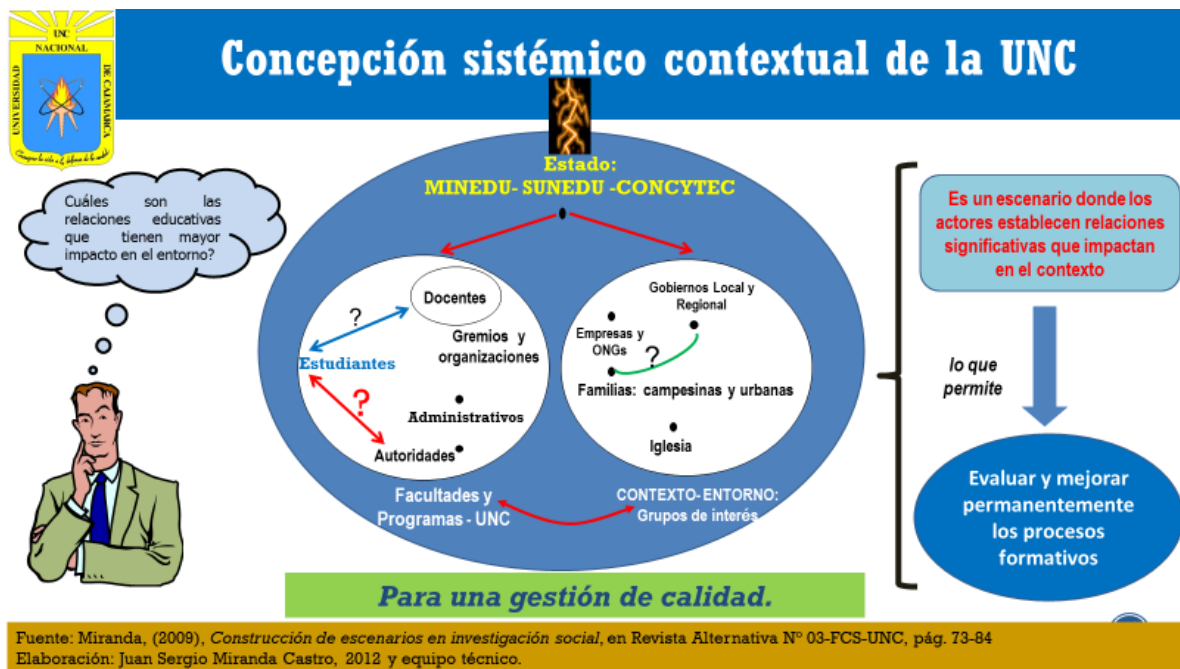 UNC
NACIONAL
UNIVERSIDAD
DE CAJAMARCA
Concepción sistémico contextual de la UNC
Cuáles son las
relaciones educativas
que tienen mayor
impacto en el entorno?
Estado:
MINEDU- SUNEDU -CONCYTEC
Docentes
?
Gremios y
organizaciones
Estudiantes
?
Administrativos
Autoridades
Gobiernos Local y
Regional
Empresas y
ONGs
?
Familias: campesinas y urbanas
Iglesia
Facultades y
Programas - UNC
CONTEXTO- ENTORNO:
Grupos de interés
Es un escenario donde los
actores establecen relaciones
significativas que impactan
en el contexto
lo que
permite
Evaluar y mejorar
permanentemente
los procesos
formativos
Para una gestión de calidad.
Fuente: Miranda, (2009), Construcción de escenarios en investigación social, en Revista Alternativa N° 03-FCS-UNC, pág. 73-84
Elaboración: Juan Sergio Miranda Castro, 2012 y equipo técnico.